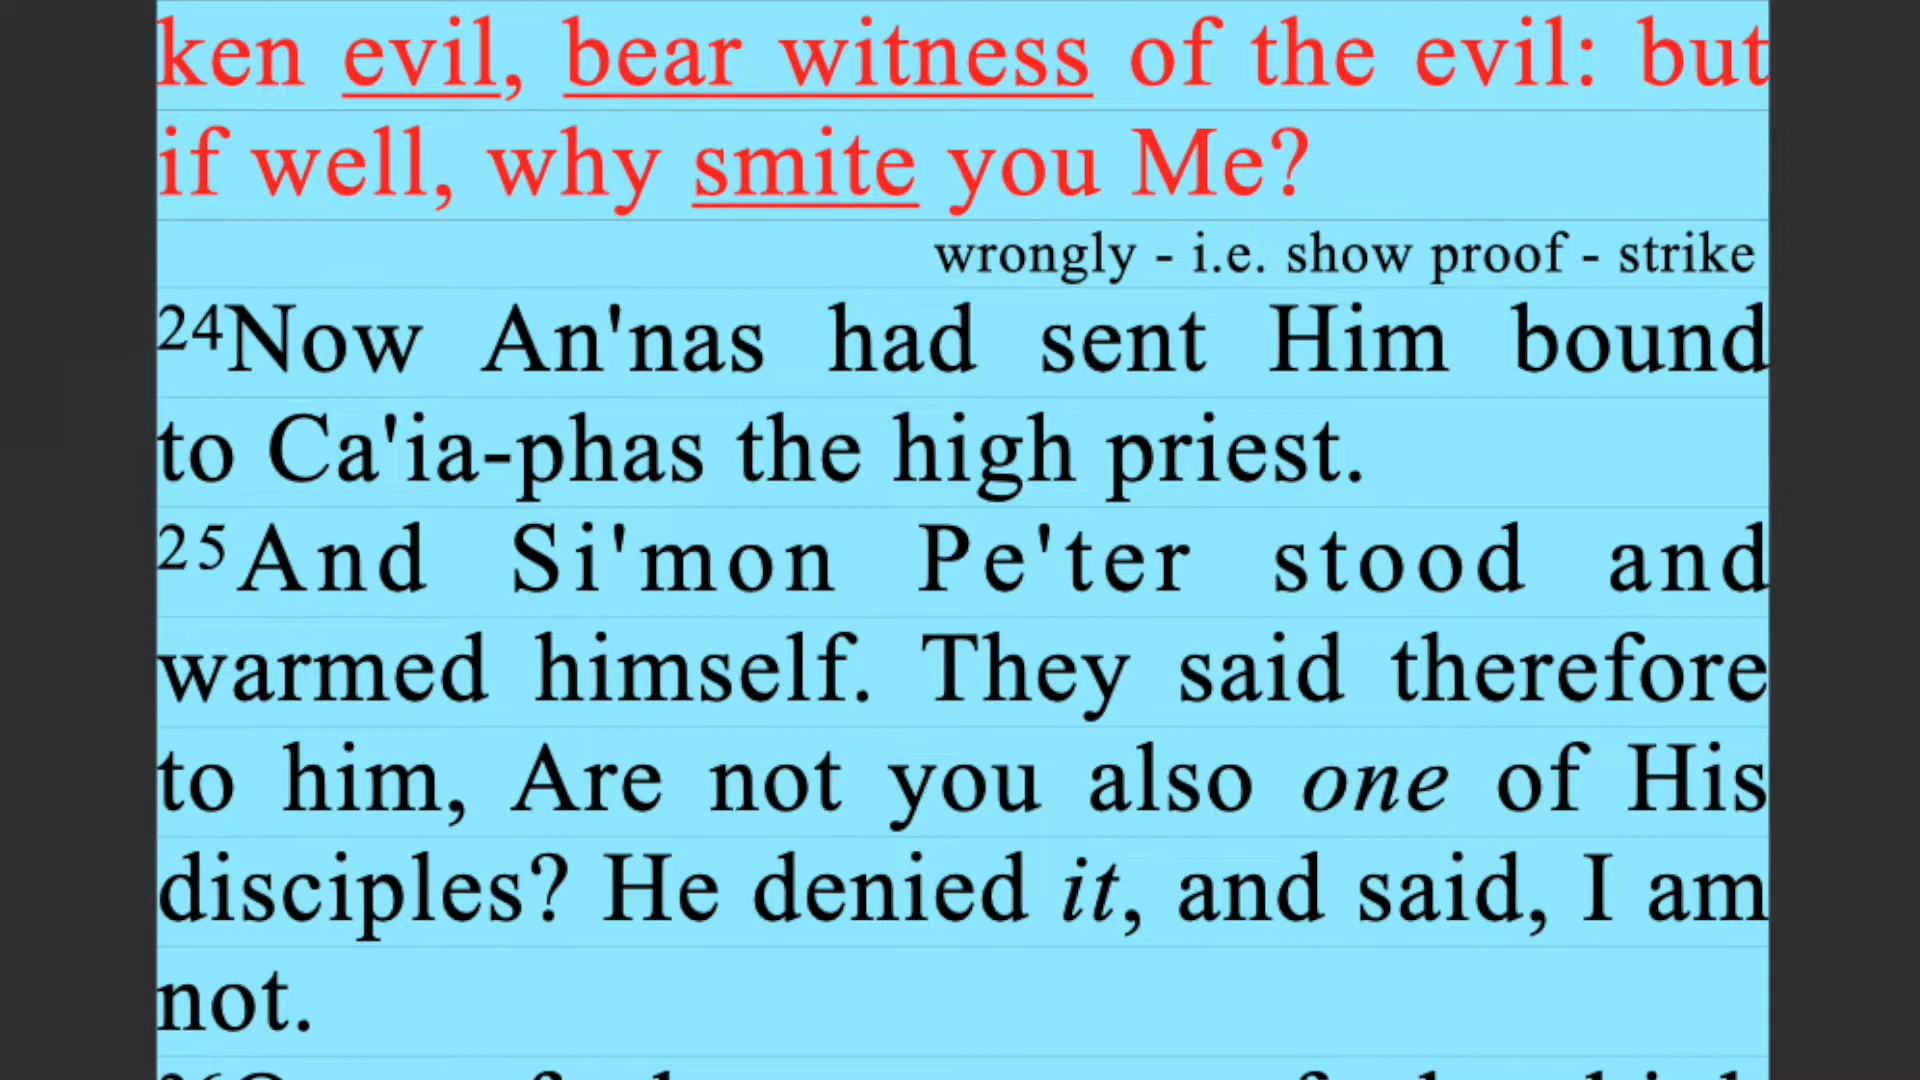 ken evil, bear witness of the evil: but
if well, why smite you Me?
wrongly - i.e. show proof - strike
24Now An'nas had sent Him bound
to Ca'ia-phas the high priest.
25And Si'mon Pe'ter stood and
warmed himself. They said therefore
to him, Are not you also one of His
disciples? He denied it, and said, I am
not.